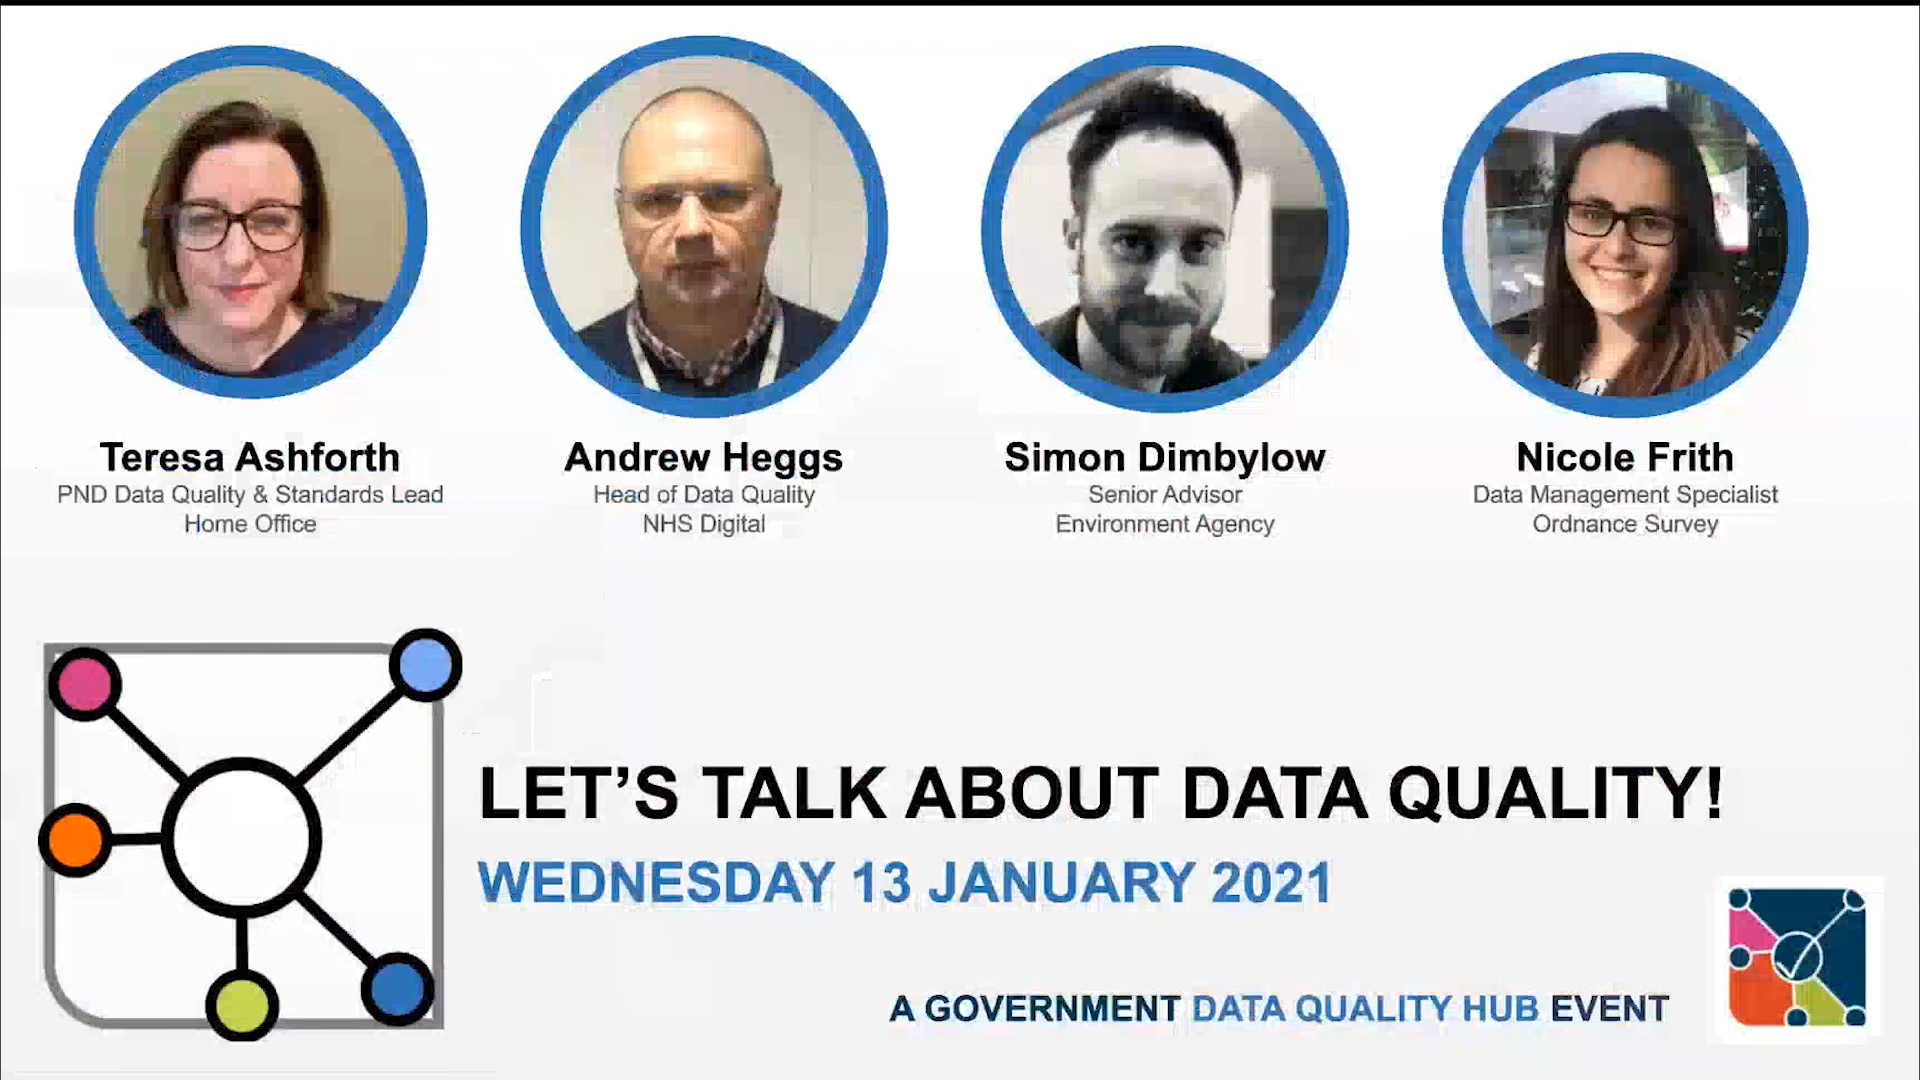 Teresa Ashforth
PND Data Quality & Standards Lead
Home Office
Andrew Heggs
Head of Data Quality
NHS Digital
Simon Dimbylow
Senior Advisor
Environment Agency
Nicole Frith
Data Management Specialist
Ordnance Survey
LET’S TALK ABOUT DATA QUALITY!
WEDNESDAY 13 JANUARY 2021
A GOVERNMENT DATA QUALITY HUB EVENT